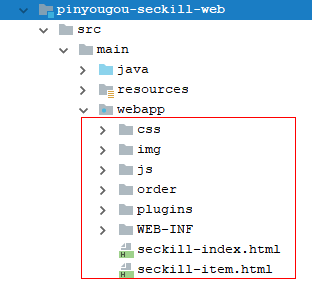 pinyougou-seckill-web
src
main
java
resources
webapp
css
img
js
order
plugins
WEB-INF
seckill-index.html
seckill-item.html